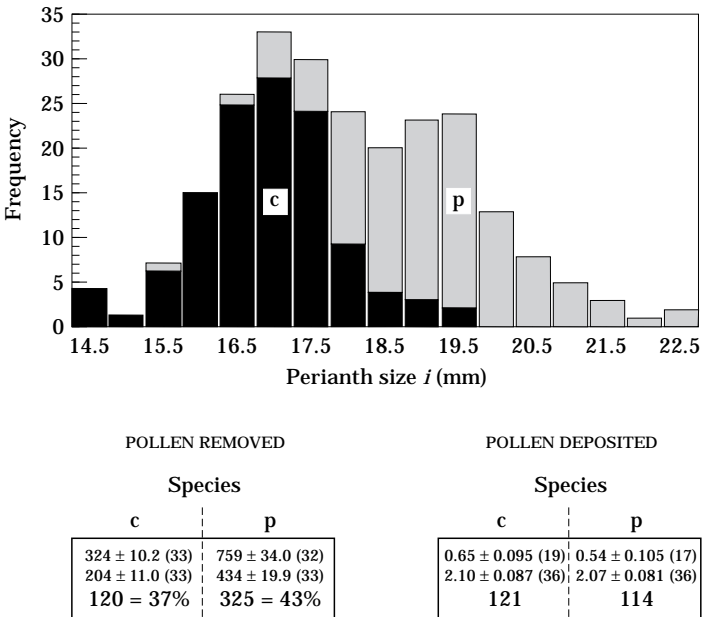 35
30
25
20
15
10
5
0
Frequency
c
p
14.5 15.5 16.5 17.5 18.5 19.5 20.5 21.5 22.5
Perianth size i (mm)
POLLEN REMOVED
Species
c p
324 ± 10.2 (33) 759 ± 34.0 (32)
204 ± 11.0 (33) 434 ± 19.9 (33)
120 = 37% 325 = 43%
POLLEN DEPOSITED
Species
c p
0.65 ± 0.095 (19) 0.54 ± 0.105 (17)
2.10 ± 0.087 (36) 2.07 ± 0.081 (36)
121 114